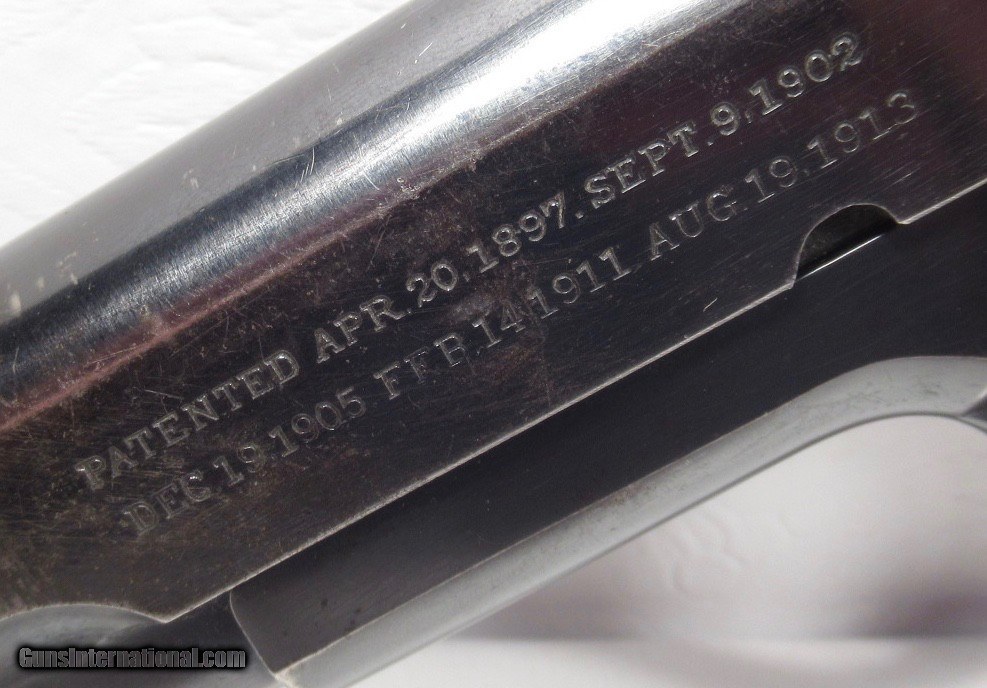 PATENTED APR. 20.1897. SEPT. 9.1902
DEC 19.1905 FEB.14.1911 AUG. 19.1913
GunsInternational.com